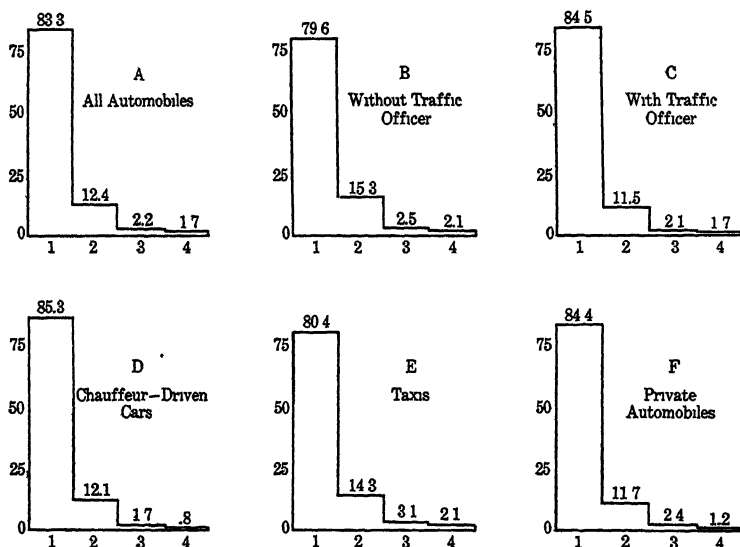 83 3
75
50
25
0
A
All Automobiles
12.4
2.2
1 7
1 2 3 4
79 6
75
50
25
0
B
Without Traffic
Officer
15 3
2.5
2.1
1 2 3 4
84 5
75
50
25
0
C
With Traffic
Officer
11.5
2 1
1 7
1 2 3 4
85.3
75
50
25
0
D
Chauffeur-Driven
Cars
12.1
1 7
.8
1 2 3 4
80 4
75
50
25
0
E
Taxis
14 3
3 1
2 1
1 2 3 4
84 4
75
50
25
0
F
Private
Automobiles
11 7
2 4
1.2
1 2 3 4